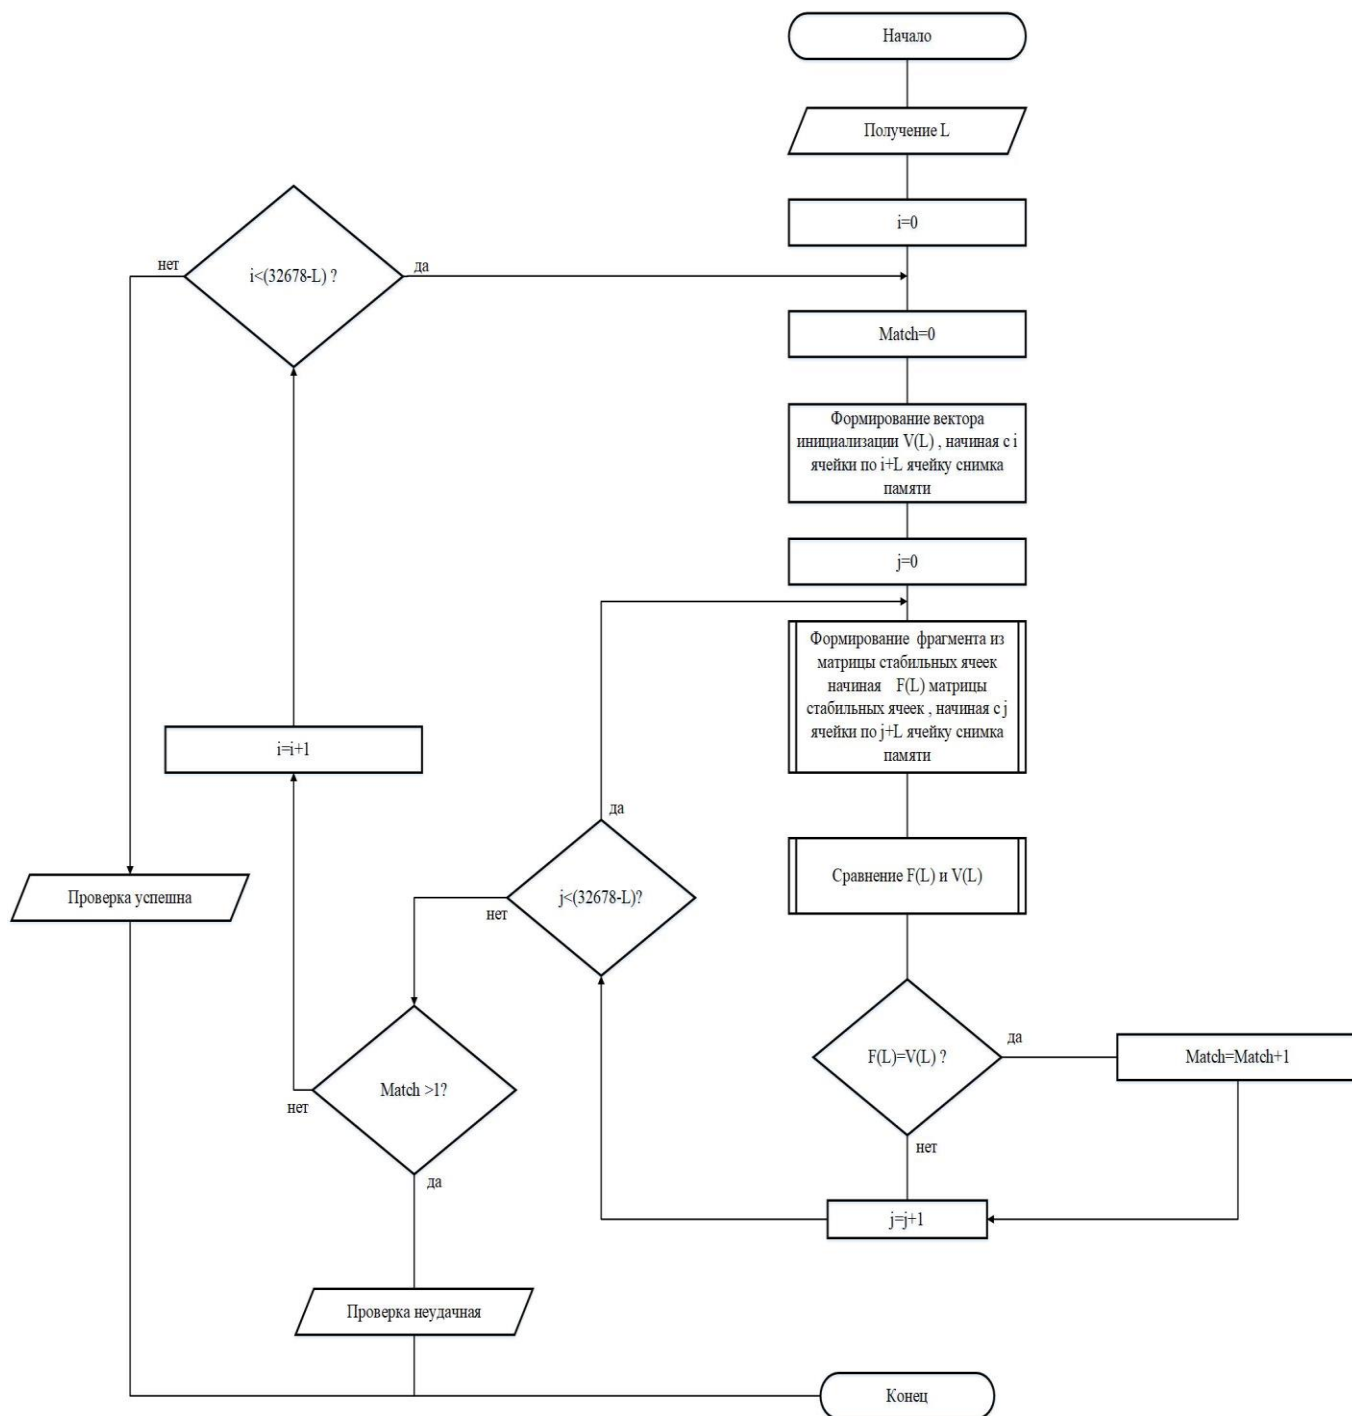 Начало
Получение L
i=0
нет
i<(32678-L) ?
да
Match=0
Формирование вектора
инициализации V(L) , начиная с i
ячейки по i+L ячейку снимка
памяти
j=0
Формирование фрагмента из
матрицы стабильных ячеек
начиная F(L) матрицы
стабильных ячеек , начиная с j
ячейки по j+L ячейку снимка
памяти
i=i+1
да
Сравнение F(L) и V(L)
Проверка успешна
j<(32678-L)?
нет
F(L)=V(L) ?
да
Match=Match+1
Match >1?
нет
нет
да
j=j+1
Проверка неудачная
Конец